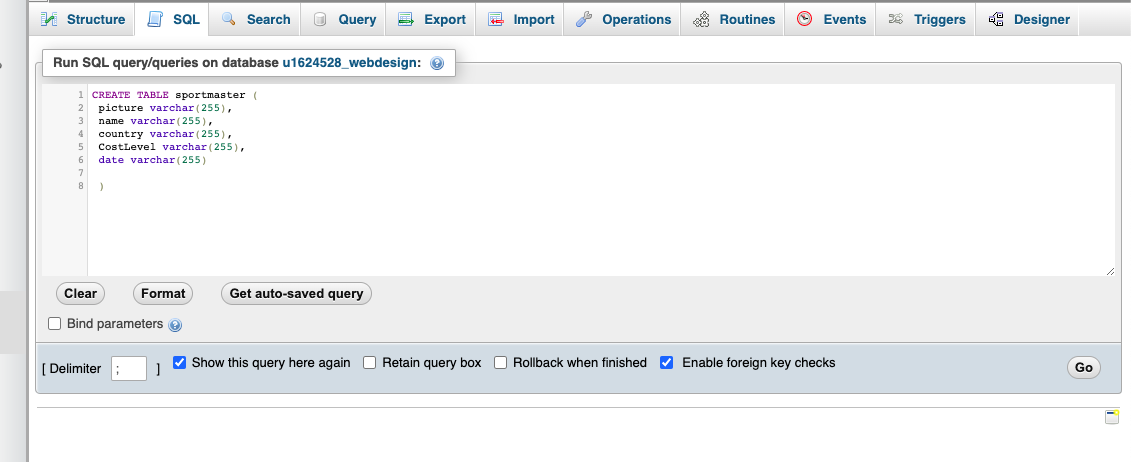 Structure SQL Search Query Export Import Operations Routines Events Triggers Designer
Run SQL query/queries on database u1624528_webdesign:
1 CREATE TABLE sportmaster (
2 picture varchar(255),
3 name varchar(255),
4 country varchar(255),
5 CostLevel varchar(255),
6 date varchar(255)
7
8 )
Clear Format Get auto-saved query
Bind parameters
[ Delimiter ; ] Show this query here again Retain query box Rollback when finished Enable foreign key checks Go